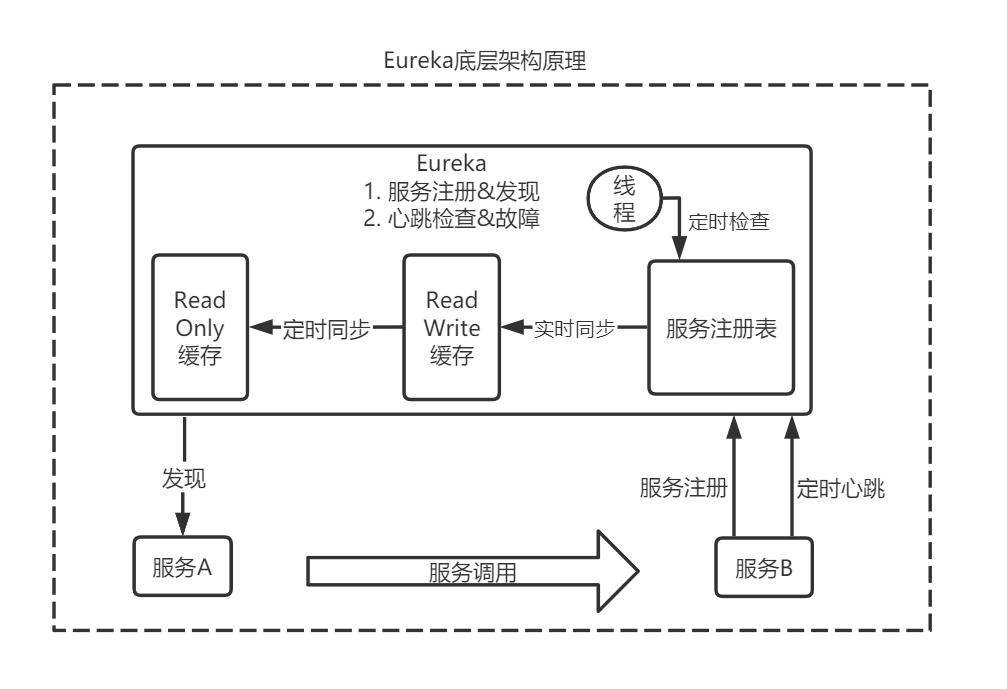 Eureka底层架构原理
Eureka
1. 服务注册&发现
2. 心跳检查&故障
线
程
定时检查
Read
Only
缓存
定时同步
Read
Write
缓存
实时同步
服务注册表
发现
服务注册
定时心跳
服务A
服务调用
服务B